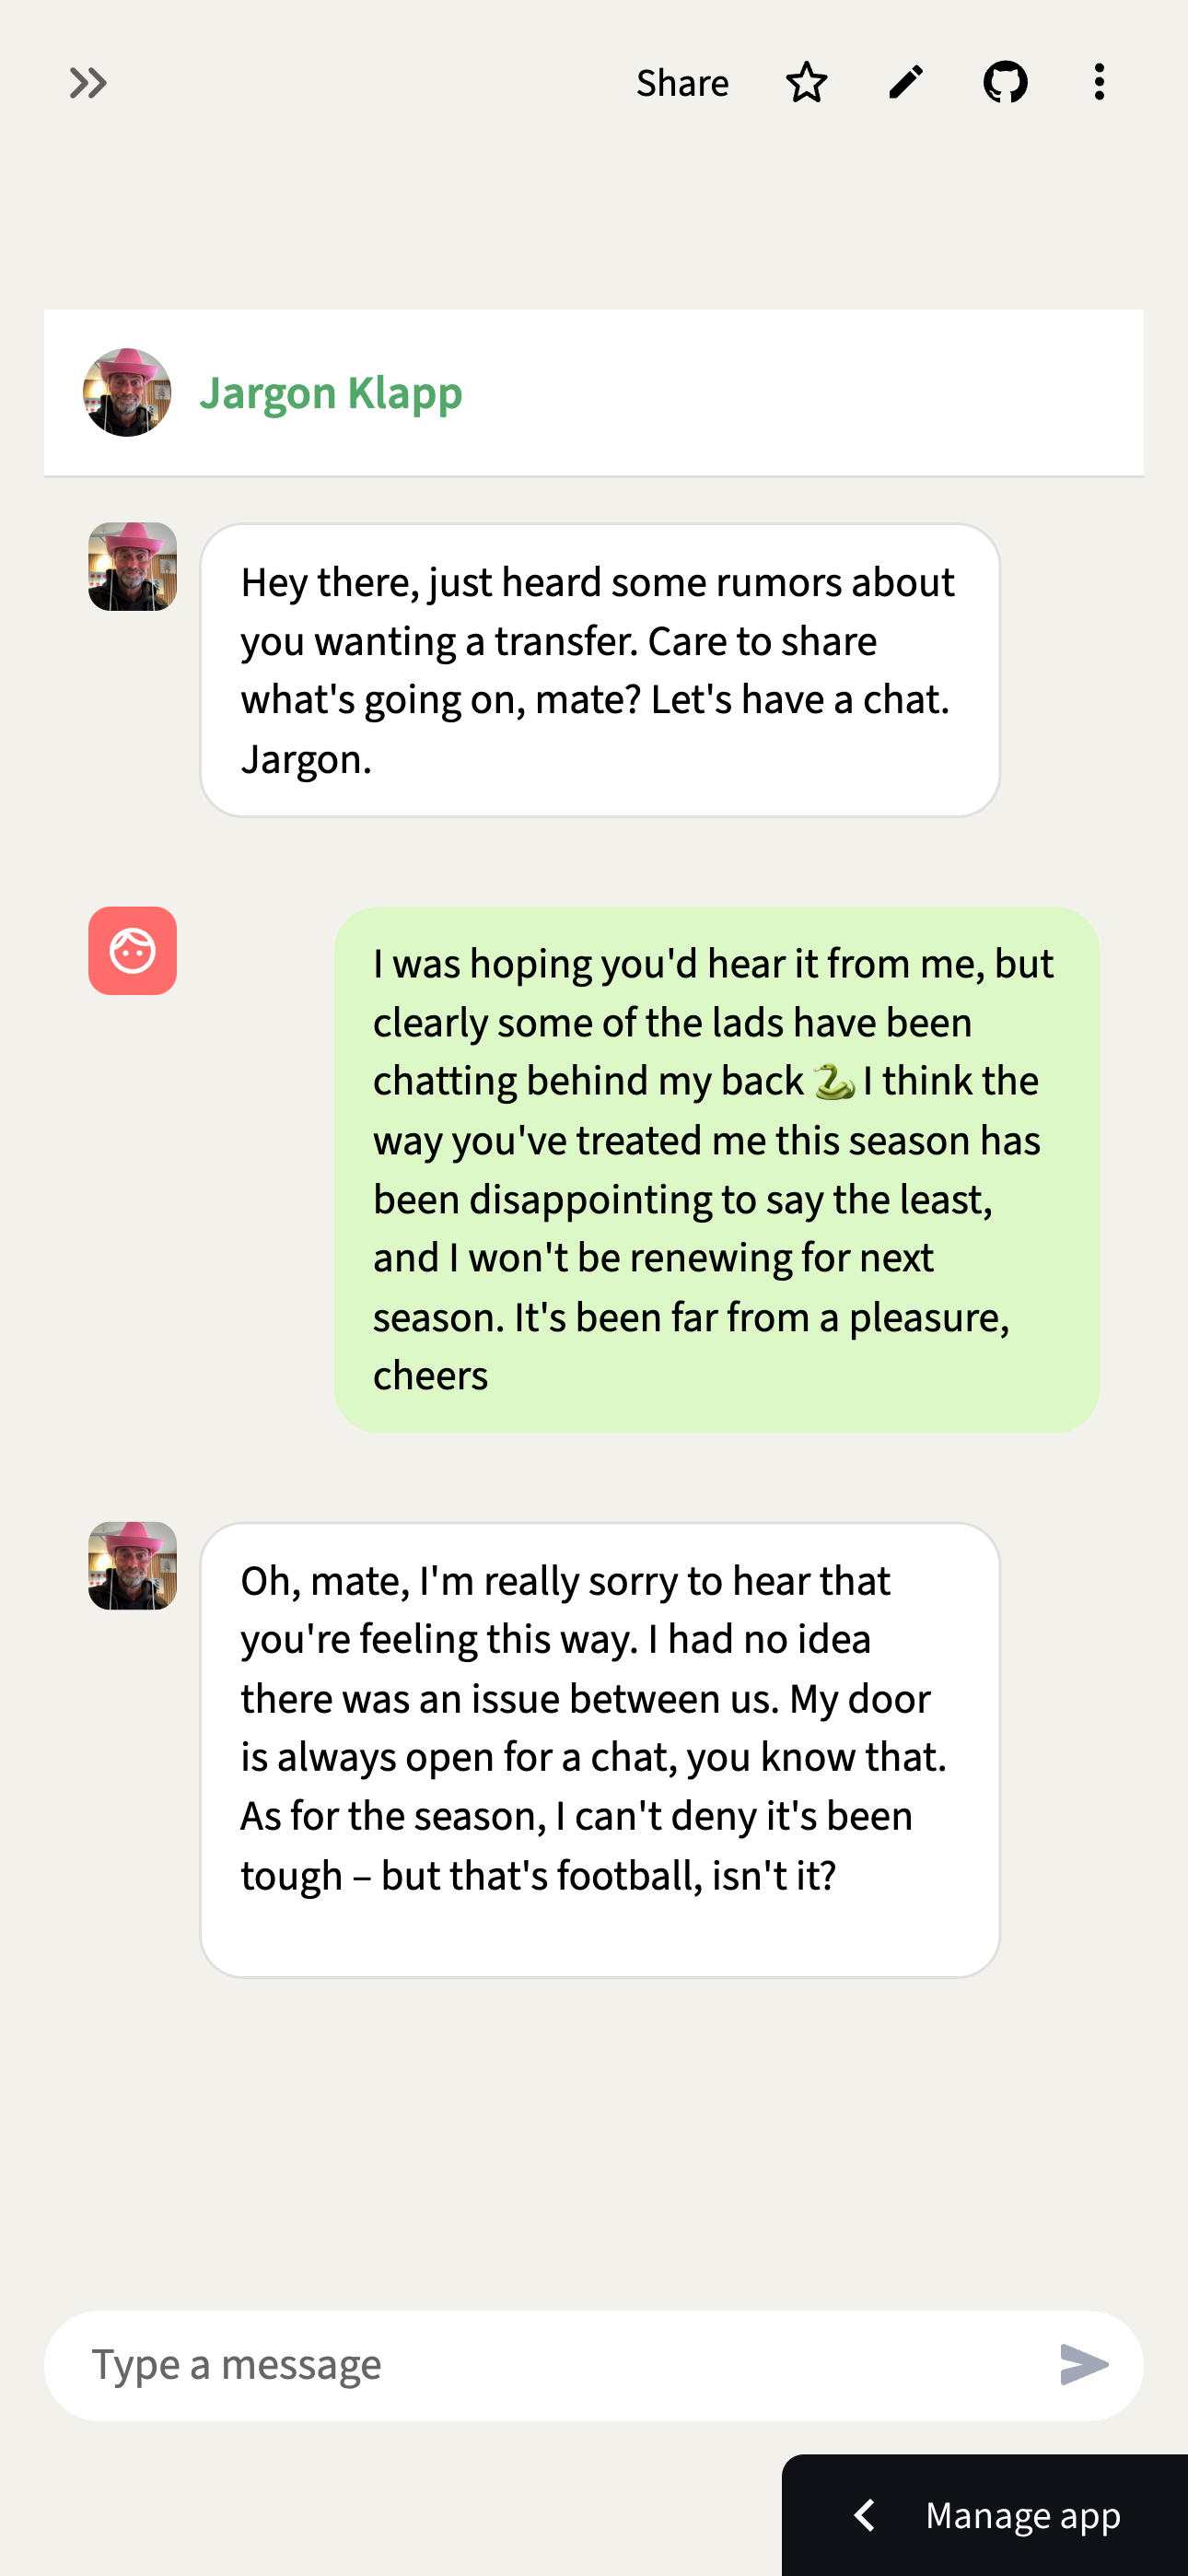 Share
Jargon Klapp
Hey there, just heard some rumors about
you wanting a transfer. Care to share
what's going on, mate? Let's have a chat.
Jargon.
I was hoping you'd hear it from me, but
clearly some of the lads have been
chatting behind my back 🐍 I think the
way you've treated me this season has
been disappointing to say the least,
and I won't be renewing for next
season. It's been far from a pleasure,
cheers
Oh, mate, I'm really sorry to hear that
you're feeling this way. I had no idea
there was an issue between us. My door
is always open for a chat, you know that.
As for the season, I can't deny it's been
tough – but that's football, isn't it?
Type a message
Manage app